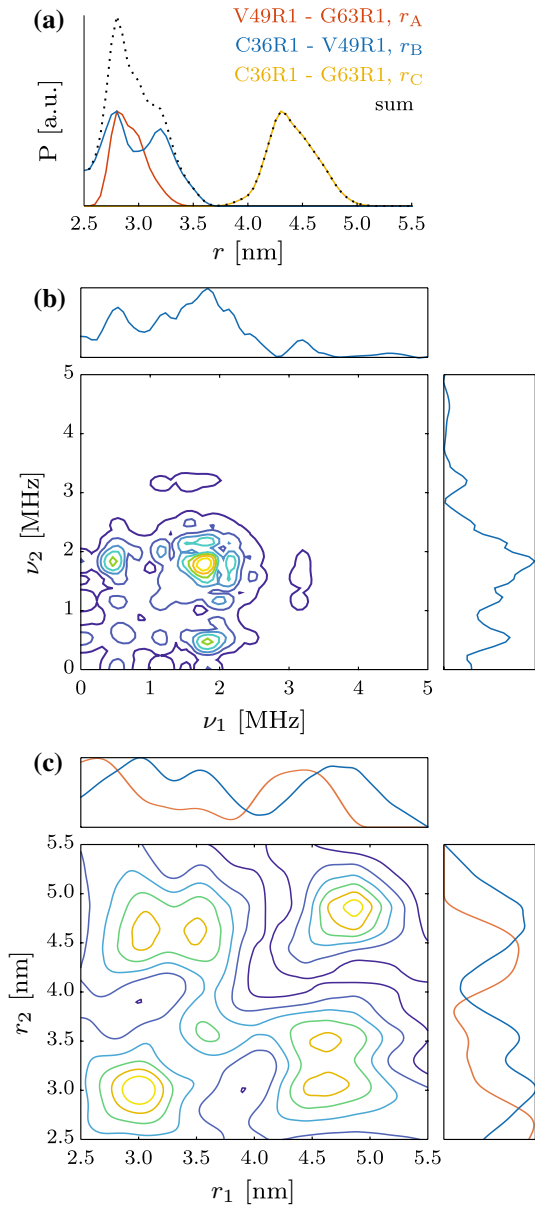 (a)
V49R1 - G63R1, r_A
C36R1 - V49R1, r_B
C36R1 - G63R1, r_C
sum
P [a.u.]
2.5 3.0 3.5 4.0 4.5 5.0 5.5
r [nm]
(b)
5
4
3
2
1
0
ν_2 [MHz]
0 1 2 3 4 5
ν_1 [MHz]
(c)
5.5
5.0
4.5
4.0
3.5
3.0
2.5
r_2 [nm]
2.5 3.0 3.5 4.0 4.5 5.0 5.5
r_1 [nm]